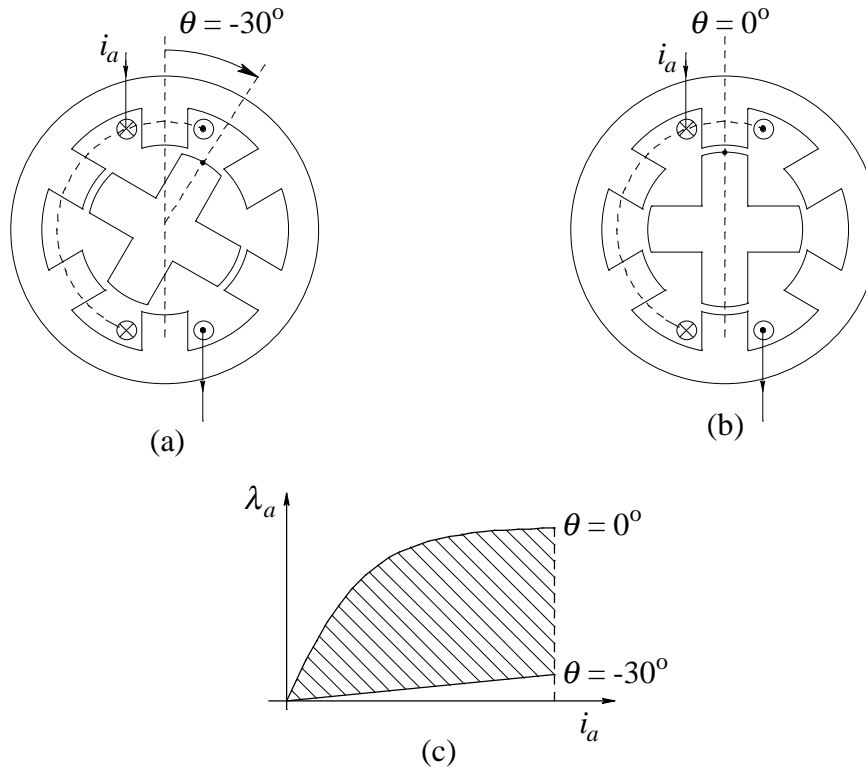 θ = -30°
i_a
(a)
θ = 0°
i_a
(b)
λ_a
θ = 0°
θ = -30°
i_a
(c)